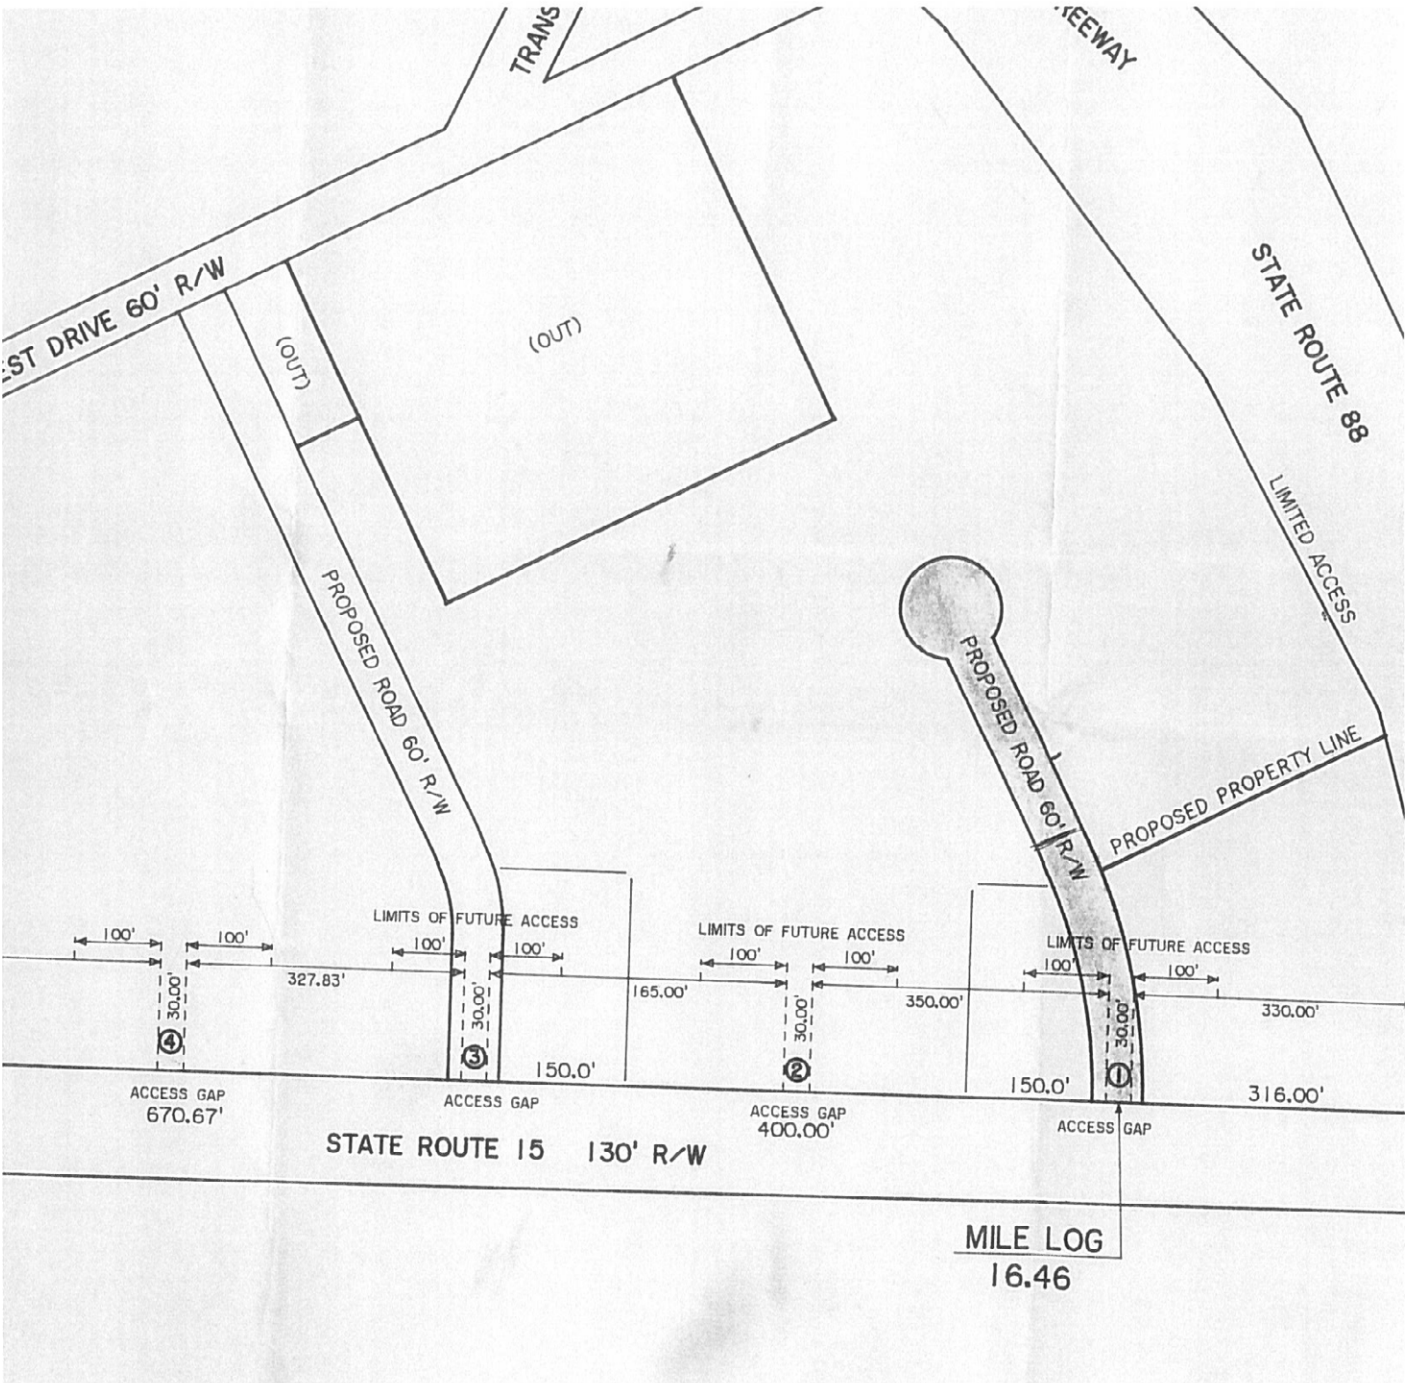 TRANS
REEWAY
STATE ROUTE 88
EST DRIVE 60' R/W
(OUT)
(OUT)
LIMITED ACCESS
PROPOSED ROAD 60' R/W
PROPOSED ROAD 60' R/W
PROPOSED PROPERTY LINE
LIMITS OF FUTURE ACCESS
LIMITS OF FUTURE ACCESS
LIMITS OF FUTURE ACCESS
100' 100'
100' 100'
100' 100'
100' 100'
327.83'
165.00'
350.00'
330.00'
30.00'
30.00'
30.00'
30.00'
4
3
2
1
150.0'
150.0'
316.00'
ACCESS GAP
670.67'
ACCESS GAP
ACCESS GAP
400.00'
ACCESS GAP
STATE ROUTE 15 130' R/W
MILE LOG
16.46